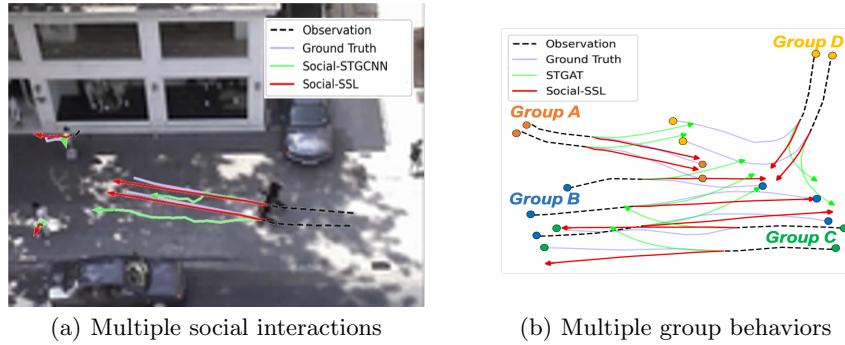 Observation
Ground Truth
Social-STGCNN
Social-SSL
Observation
Ground Truth
STGAT
Social-SSL
Group D
Group A
Group B
Group C
(a) Multiple social interactions
(b) Multiple group behaviors